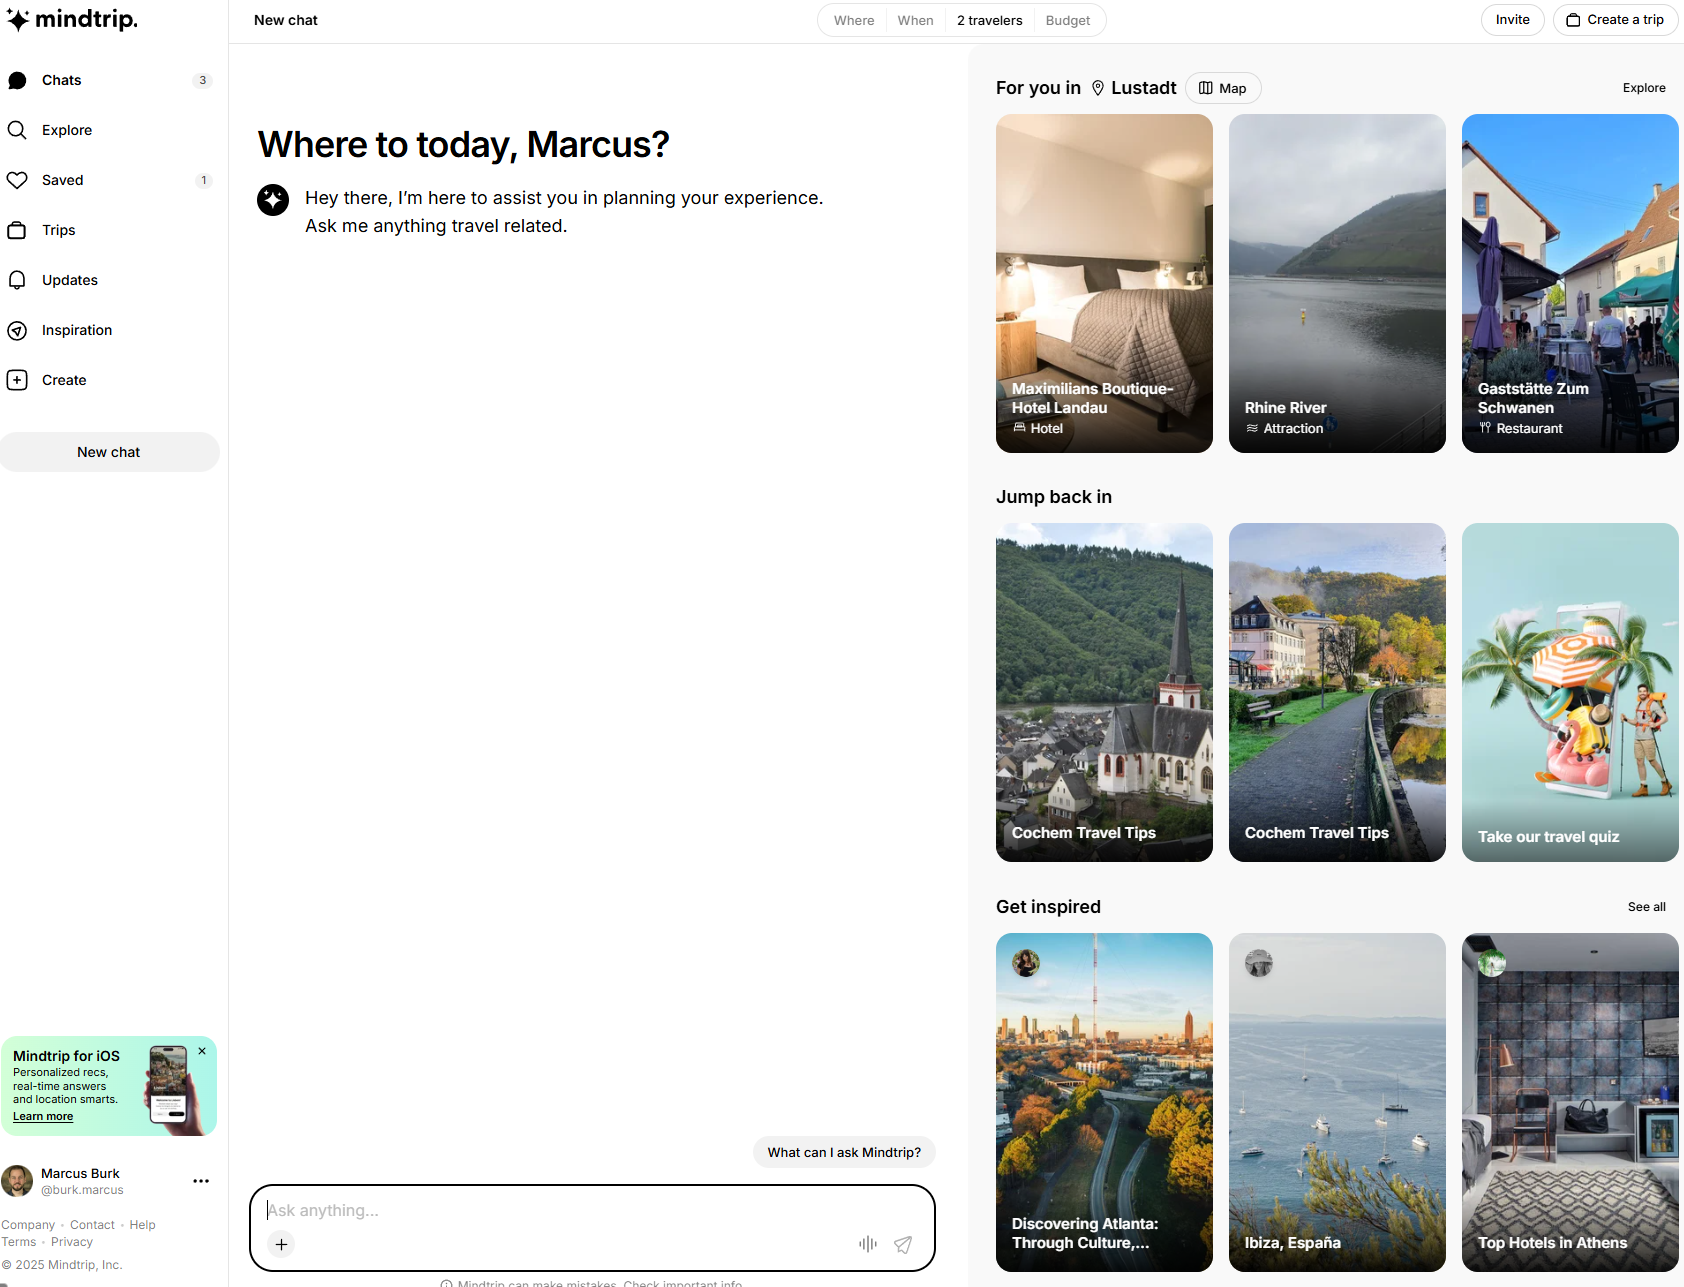 mindtrip.
Chats 3
Explore
Saved 1
Trips
Updates
Inspiration
Create
New chat
Mindtrip for iOS
Personalized recs,
real-time answers
and location smarts.
Learn more
Marcus Burk
@burk.marcus
Company • Contact • Help
Terms • Privacy
© 2025 Mindtrip, Inc.
New chat
Where When 2 travelers Budget
Invite
Create a trip
Where to today, Marcus?
Hey there, I’m here to assist you in planning your experience.
Ask me anything travel related.
What can I ask Mindtrip?
Ask anything...
Mindtrip can make mistakes. Check important info.
For you in Lustadt Map Explore
Maximilians Boutique-
Hotel Landau
Hotel
Rhine River
Attraction
Gaststätte Zum
Schwanen
Restaurant
Jump back in
Cochem Travel Tips
Cochem Travel Tips
Take our travel quiz
Get inspired See all
Discovering Atlanta:
Through Culture,...
Ibiza, España
Top Hotels in Athens